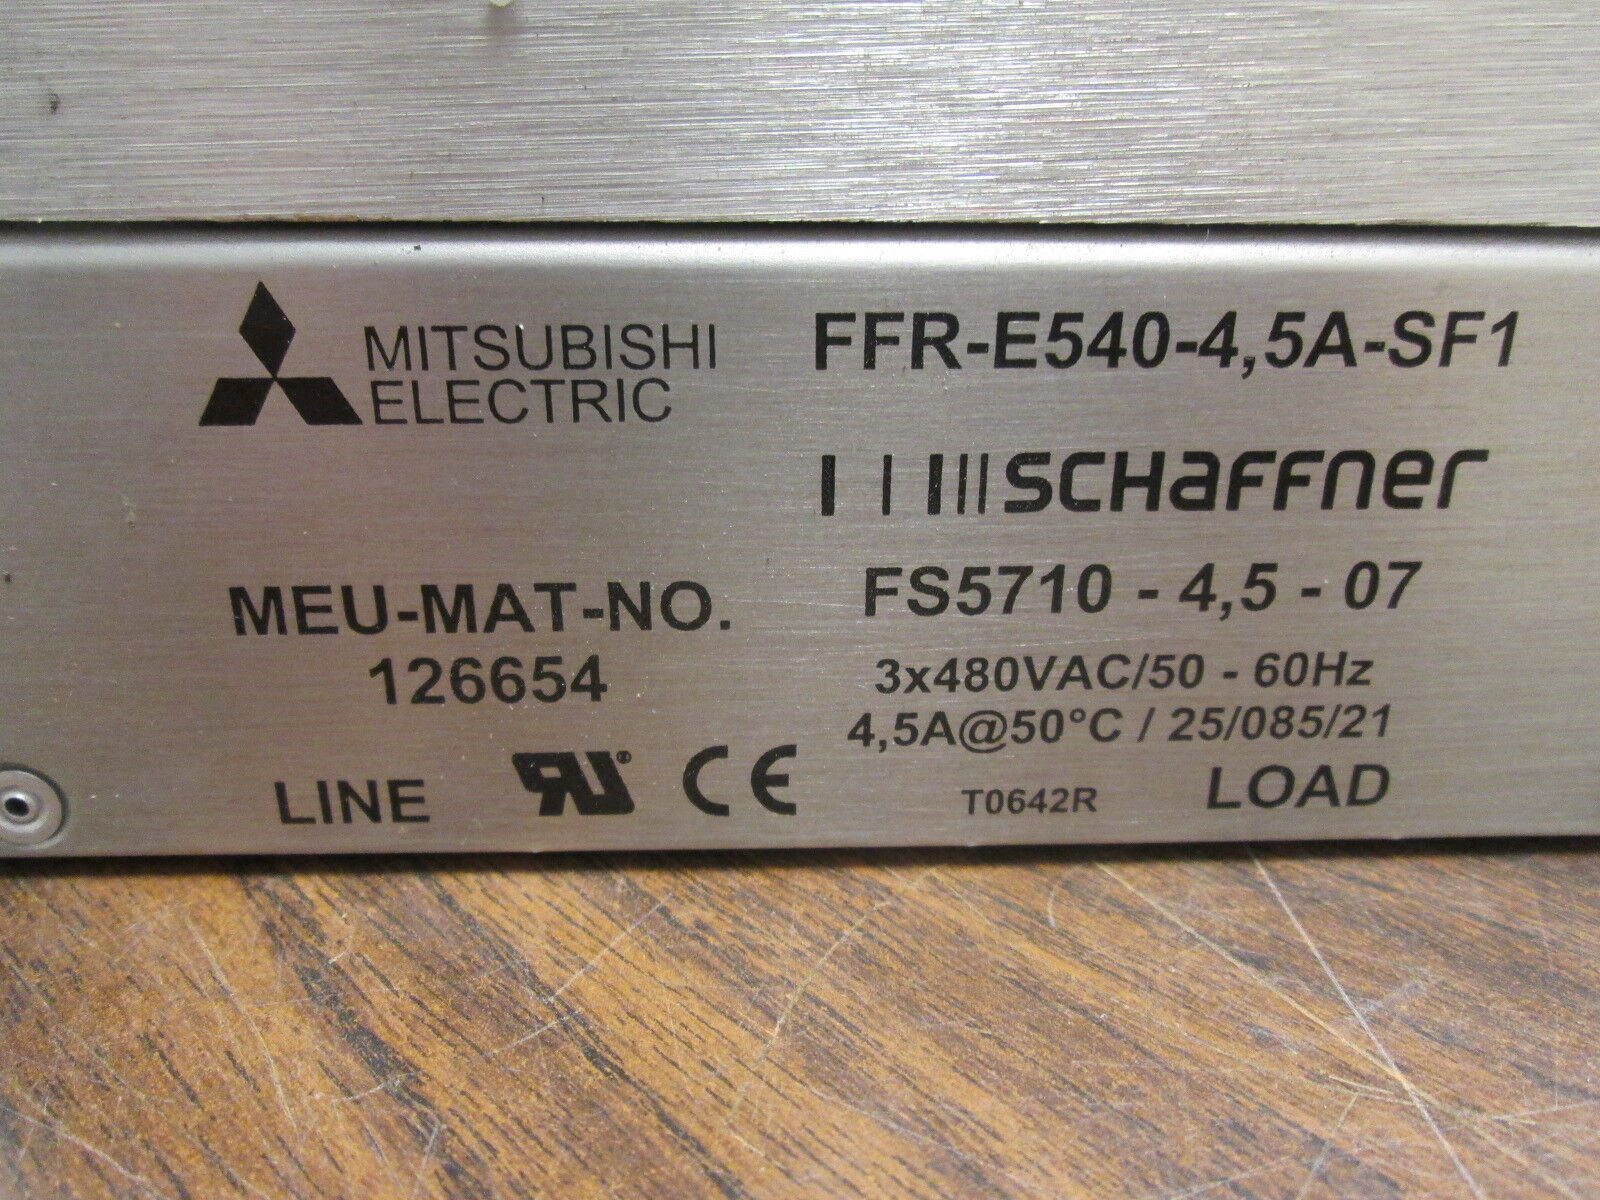 MITSUBISHI
ELECTRIC
FFR-E540-4,5A-SF1
SCHAFFNER
MEU-MAT-NO.
126654
FS5710 - 4,5 - 07
3x480VAC/50 - 60Hz
4,5A@50°C / 25/085/21
LINE
RU® CE
T0642R
LOAD